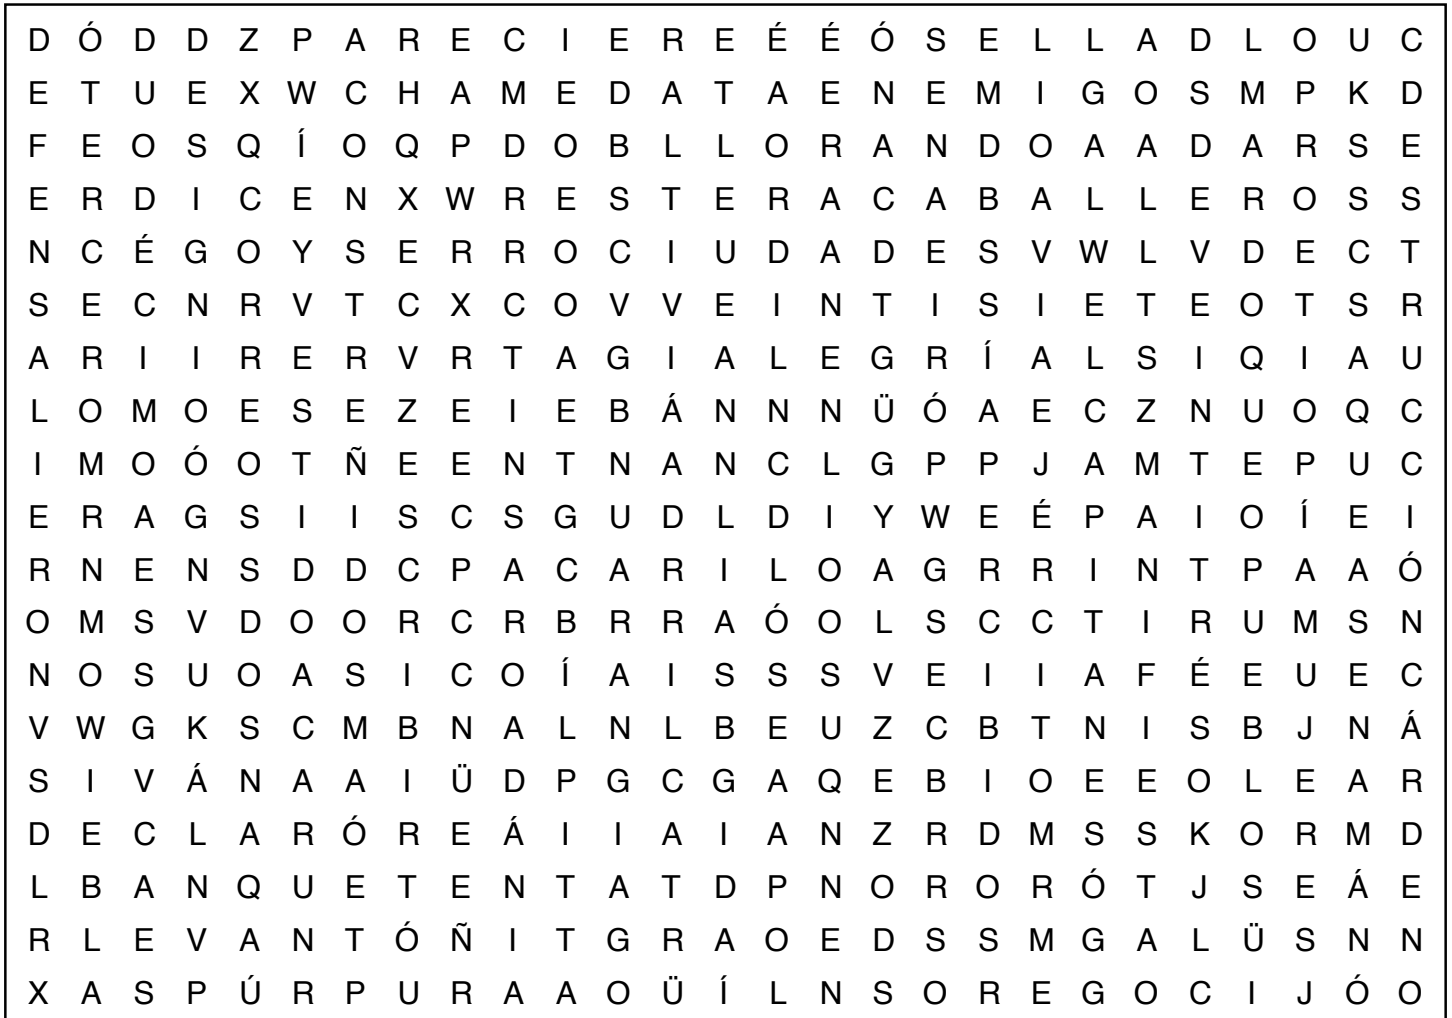 D Ó D D Z P A R E C I E R E É É Ó S E L L A D L O U C
E T U E X W C H A M E D A T A E N E M I G O S M P K D
F E O S Q Í O Q P D O B L L O R A N D O A A D A R S E
E R D I C E N X W R E S T E R A C A B A L L E R O S S
N C É G O Y S E R R O C I U D A D E S V W L V D E C T
S E C N R V T C X C O V V E I N T I S I E T E O T S R
A R I I R E R V R T A G I A L E G R Í A L S I Q I A U
L O M O E S E Z E I E B Á N N N Ü Ó A E C Z N U O Q C
I M O Ó O T Ñ E E N T N A N C L G P P J A M T E P U C
E R A G S I I S C S G U D L D I Y W E É P A I O Í E I
R N E N S D D C P A C A R I L O A G R R I N T P A A Ó
O M S V D O O R C R B R R A Ó O L S C C T I R U M S N
N O S U O A S I C O Í A I S S S V E I I A F É E U E C
V W G K S C M B N A L N L B E U Z C B T N I S B J N Á
S I V Á N A A I Ü D P G C G A Q E B I O E E O L E A R
D E C L A R Ó R E Á I I A I A N Z R D M S S K O R M D
L B A N Q U E T E N T A T D P N O R O R Ó T J S E Á E
R L E V A N T Ó Ñ I T G R A O E D S S M G A L Ü S N N
X A S P Ú R P U R A A O Ü Í L N S O R E G O C I J Ó O